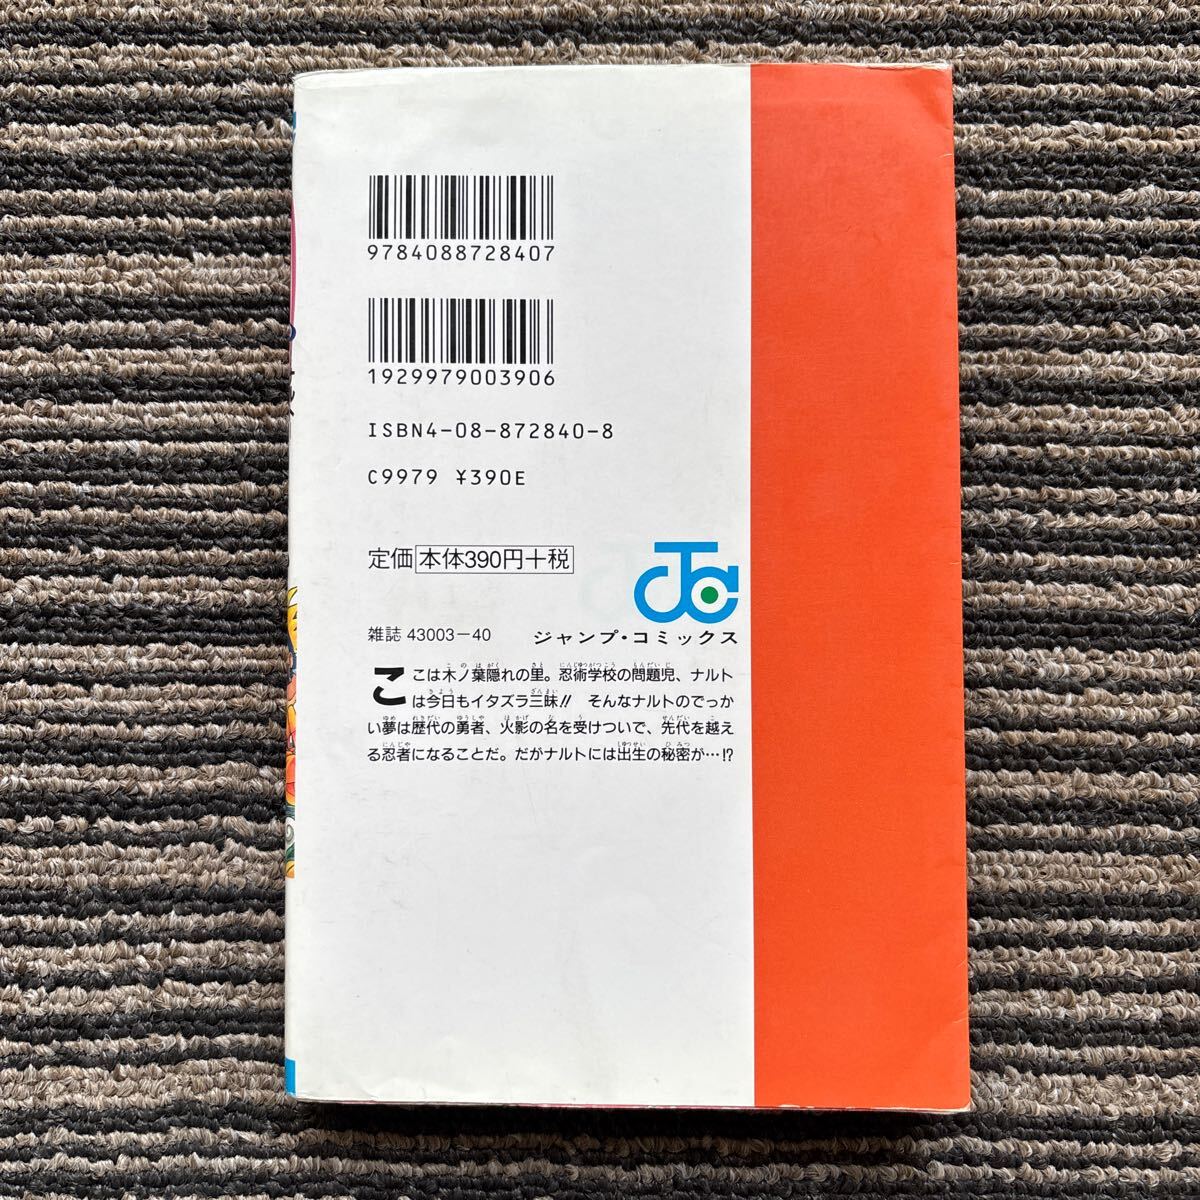 9784088728407
1929979003906
ISBN4-08-872840-8
C9979 ¥390E
定価 本体390円+税
雑誌 43003-40
ジャンプ・コミックス
ここは木ノ葉隠れの里。忍術学校の問題児、ナルト
は今日もイタズラ三昧!! そんなナルトのでっか
い夢は歴代の勇者、火影の名を受けついで、先代を越え
る忍者になることだ。だがナルトには出生の秘密が…!?